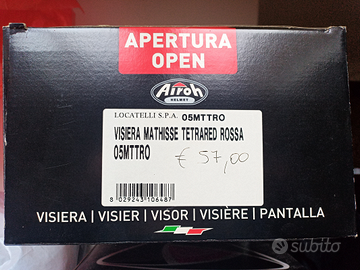 APERTURA
OPEN
Airoh
HELMET
LOCATELLI S.P.A. 05MTTRO
VISIERA MATHISSE TETRARED ROSSA
05MTTRO
€ 57,00
8 029243 106487
VISIERA | VISIER | VISOR | VISIÈRE | PANTALLA
subito